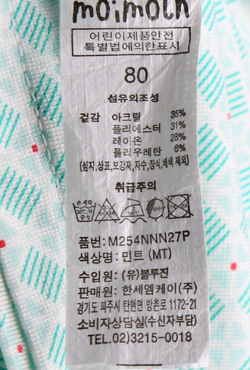 moimoln
어린이제품안전
특별법에의한표시
80
섬유의조성
겉감 아크릴 35%
폴리에스터 31%
레이온 28%
폴리우레탄 6%
(심지,상표,보강자,지수,장식,배색 제외)
취급주의
품번: M254NNN27P
색상명: 민트 (MT)
수입원: (유)블루진
판매원: 한세엠케이(주)
경기도 파주시 탄현면 방촌로 1172-21
소비자상담실(수신자부담)
TEL. 02)3215-0018